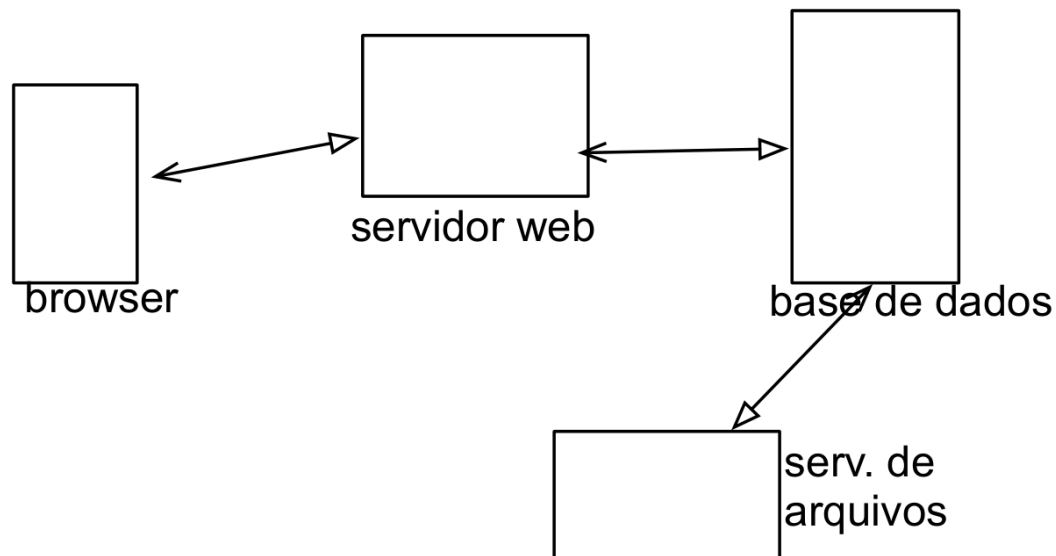 servidor web
browser
base de dados
serv. de
arquivos